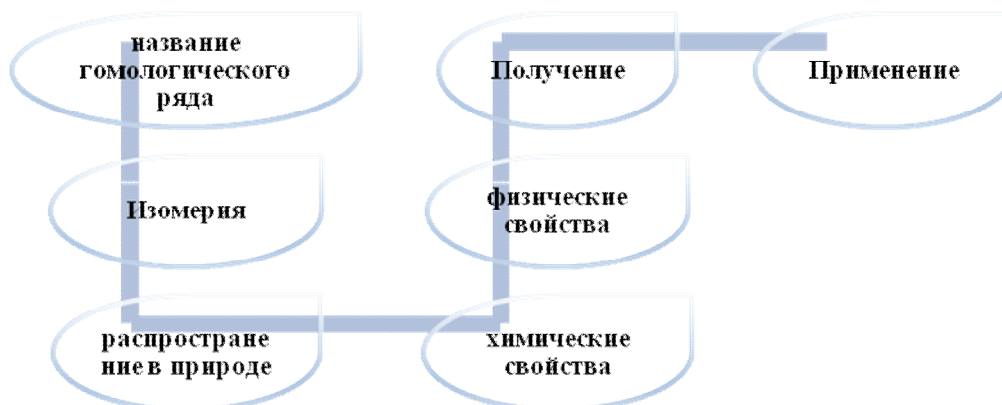 название
гомологического
ряда
Изомерия
распростране
ние в природе
химические
свойства
физические
свойства
Получение
Применение